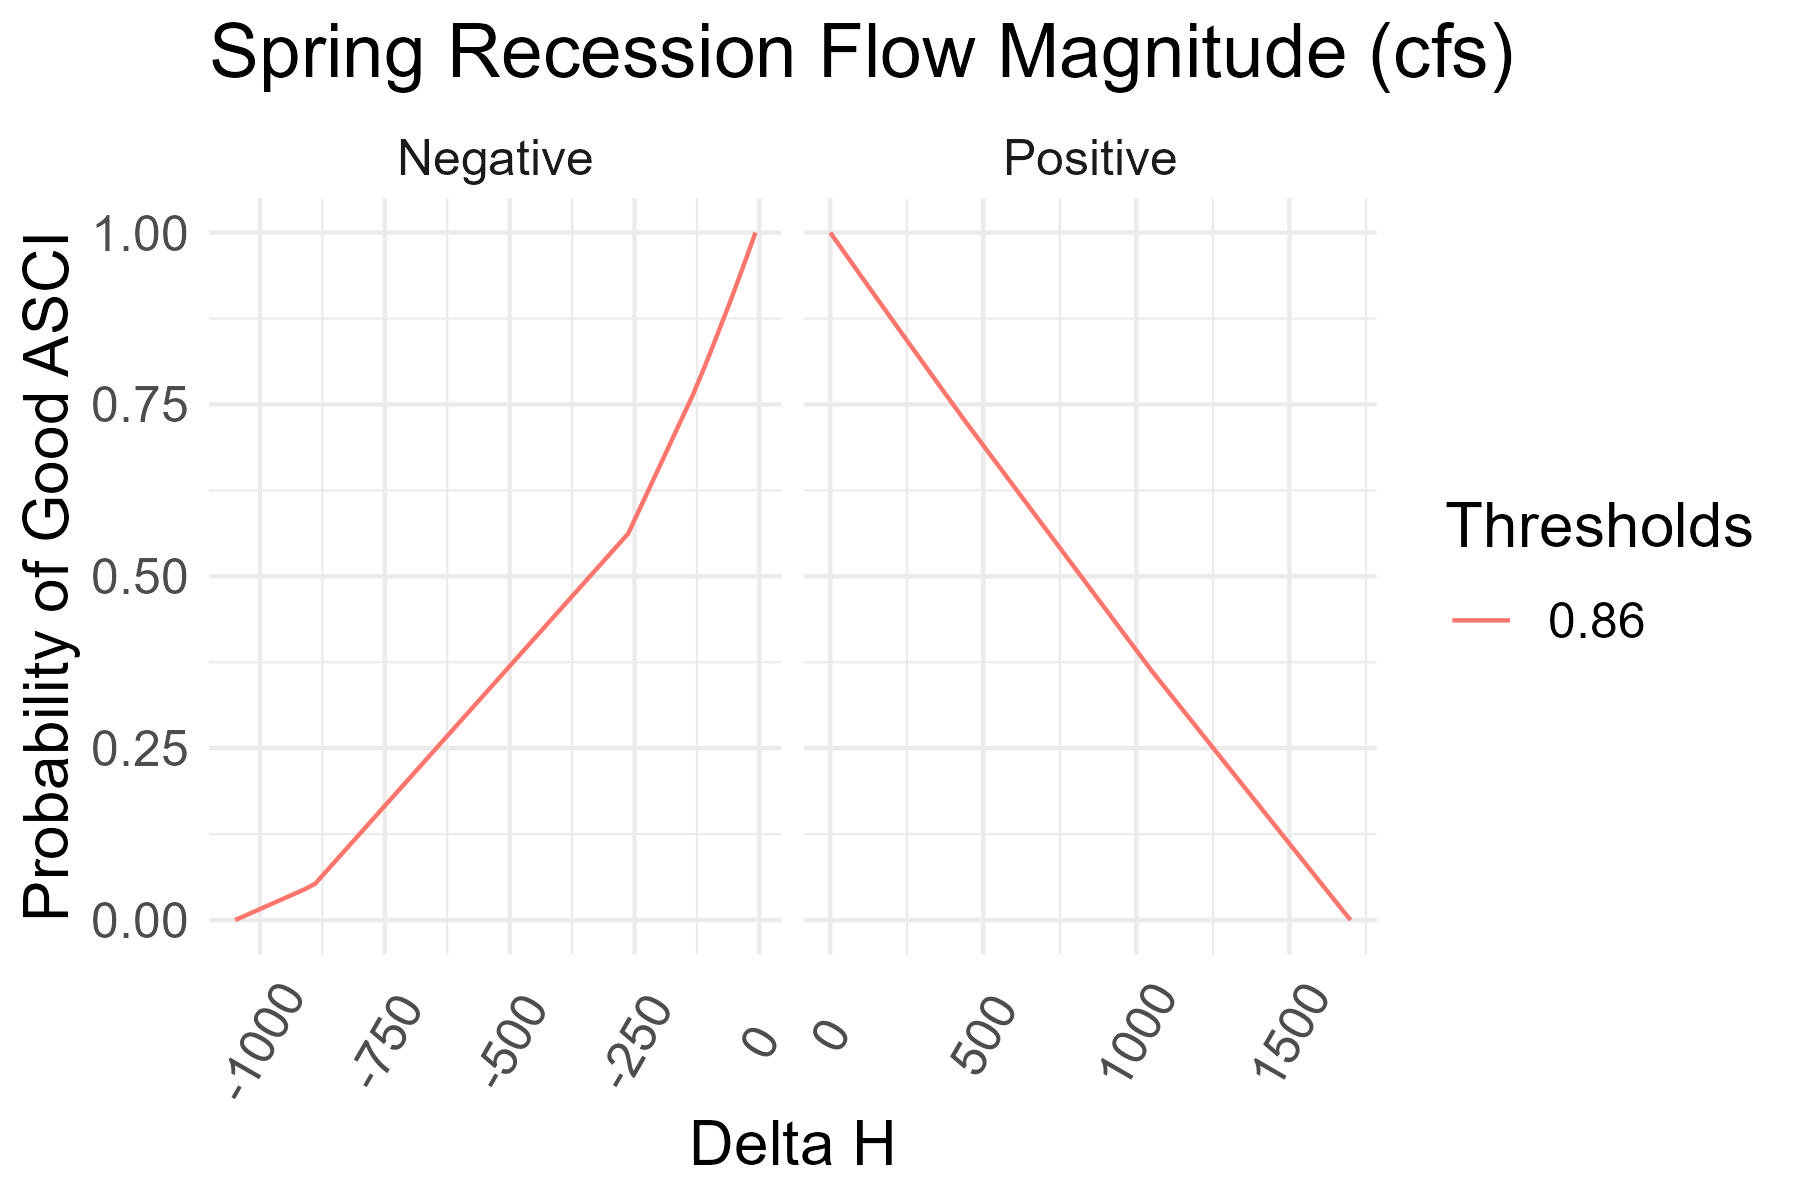 Spring Recession Flow Magnitude (cfs)
Negative
Positive
Probability of Good ASCI
1.00
0.75
0.50
0.25
0.00
-1000
-750
-500
-250
0
0
500
1000
1500
Delta H
Thresholds
0.86